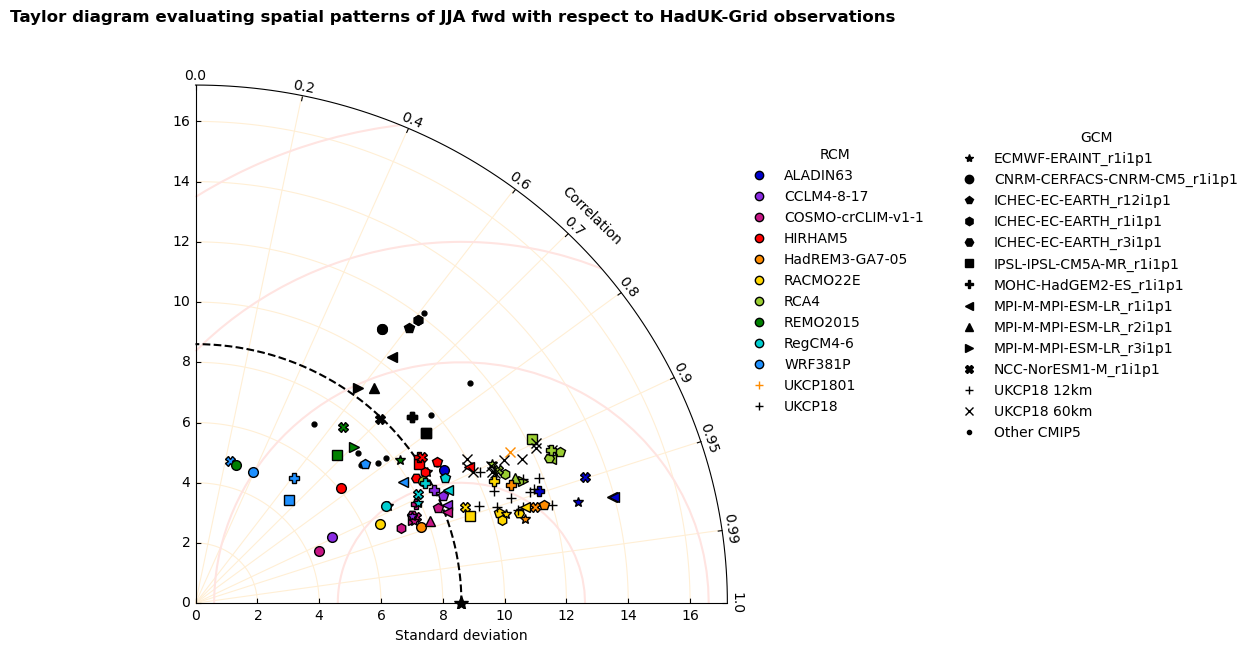 Taylor diagram evaluating spatial patterns of JJA fwd with respect to HadUK-Grid observations
0.0
0.2
0.4
0.6
0.7
0.8
0.9
0.95
0.99
1.0
Correlation
16
14
12
10
8
6
4
2
0
0 2 4 6 8 10 12 14 16
Standard deviation
RCM
ALADIN63
CCLM4-8-17
COSMO-crCLIM-v1-1
HIRHAM5
HadREM3-GA7-05
RACMO22E
RCA4
REMO2015
RegCM4-6
WRF381P
UKCP1801
UKCP18
GCM
ECMWF-ERAINT_r1i1p1
CNRM-CERFACS-CNRM-CM5_r1i1p1
ICHEC-EC-EARTH_r12i1p1
ICHEC-EC-EARTH_r1i1p1
ICHEC-EC-EARTH_r3i1p1
IPSL-IPSL-CM5A-MR_r1i1p1
MOHC-HadGEM2-ES_r1i1p1
MPI-M-MPI-ESM-LR_r1i1p1
MPI-M-MPI-ESM-LR_r2i1p1
MPI-M-MPI-ESM-LR_r3i1p1
NCC-NorESM1-M_r1i1p1
UKCP18 12km
UKCP18 60km
Other CMIP5